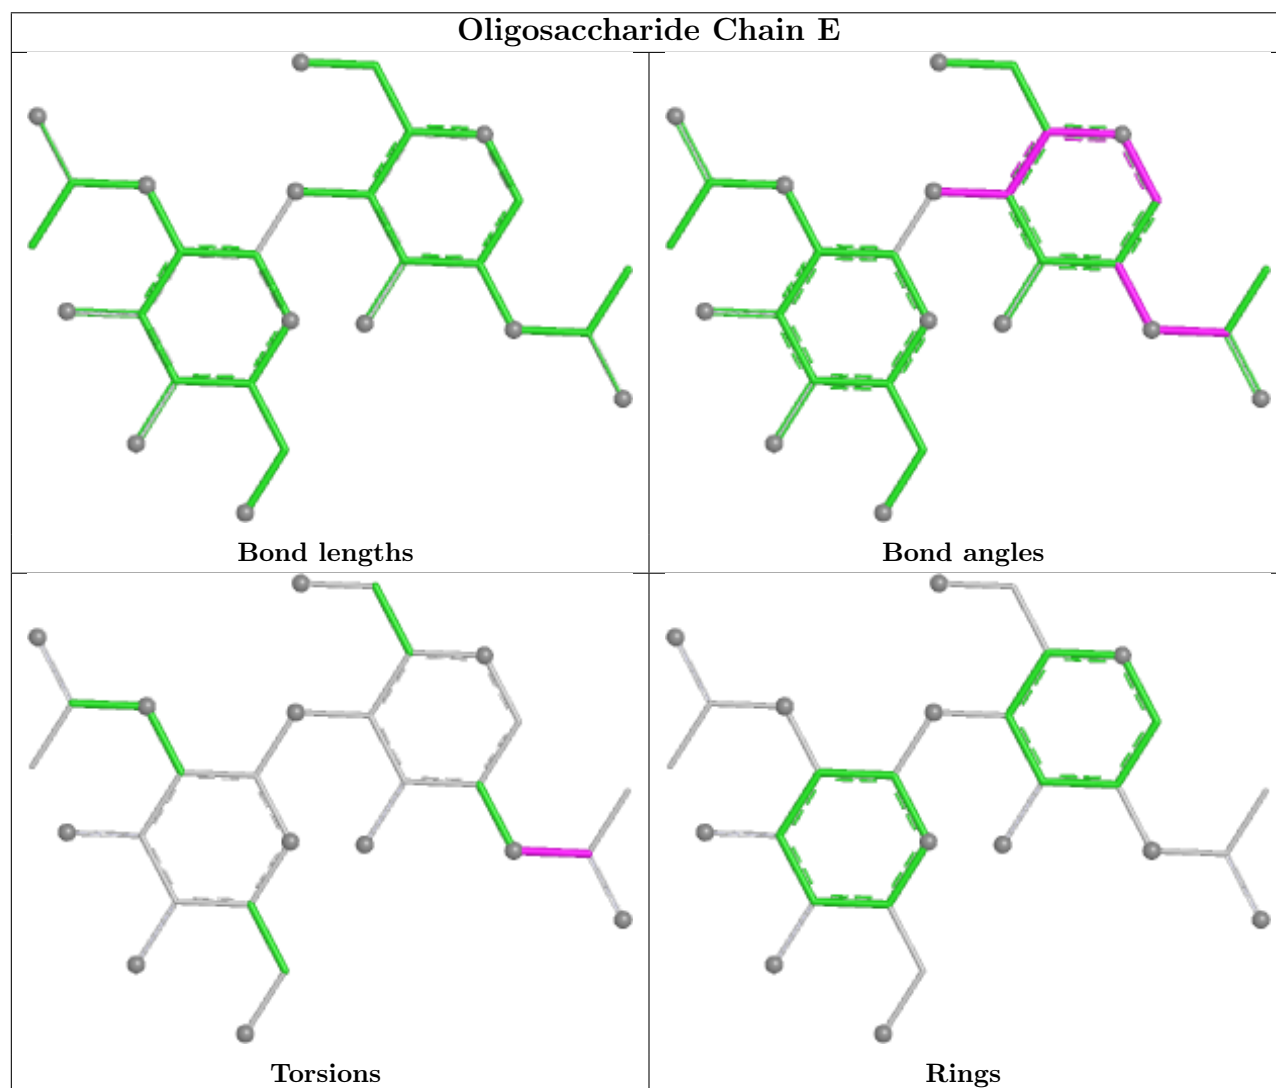 Oligosaccharide Chain E
Bond lengths
Bond angles
Torsions
Rings